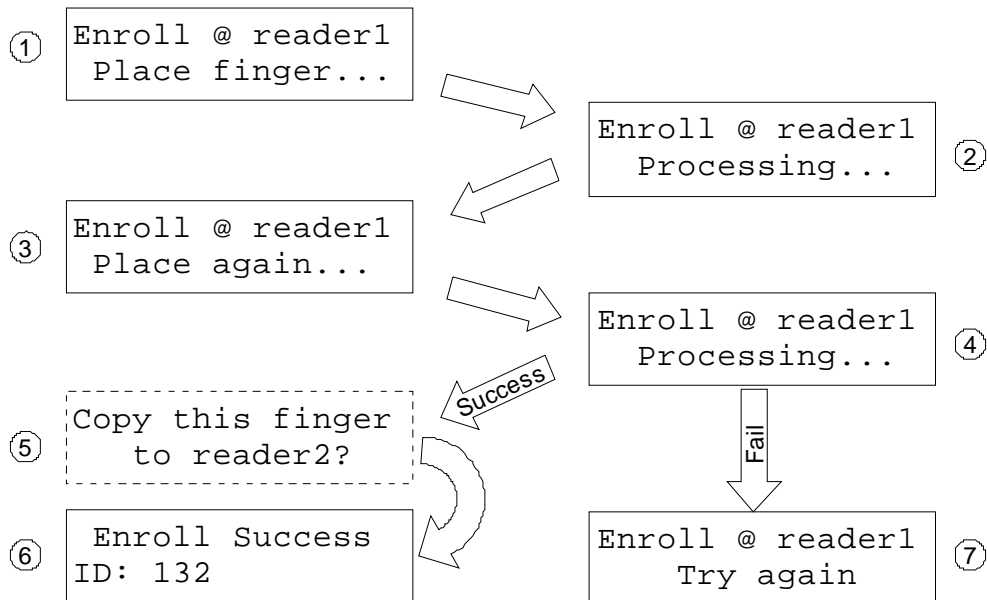 1
Enroll @ reader1
Place finger...
Enroll @ reader1
Processing...
2
3
Enroll @ reader1
Place again...
Enroll @ reader1
Processing...
4
Success
Fail
5
Copy this finger
to reader2?
6
Enroll Success
ID: 132
Enroll @ reader1
Try again
7